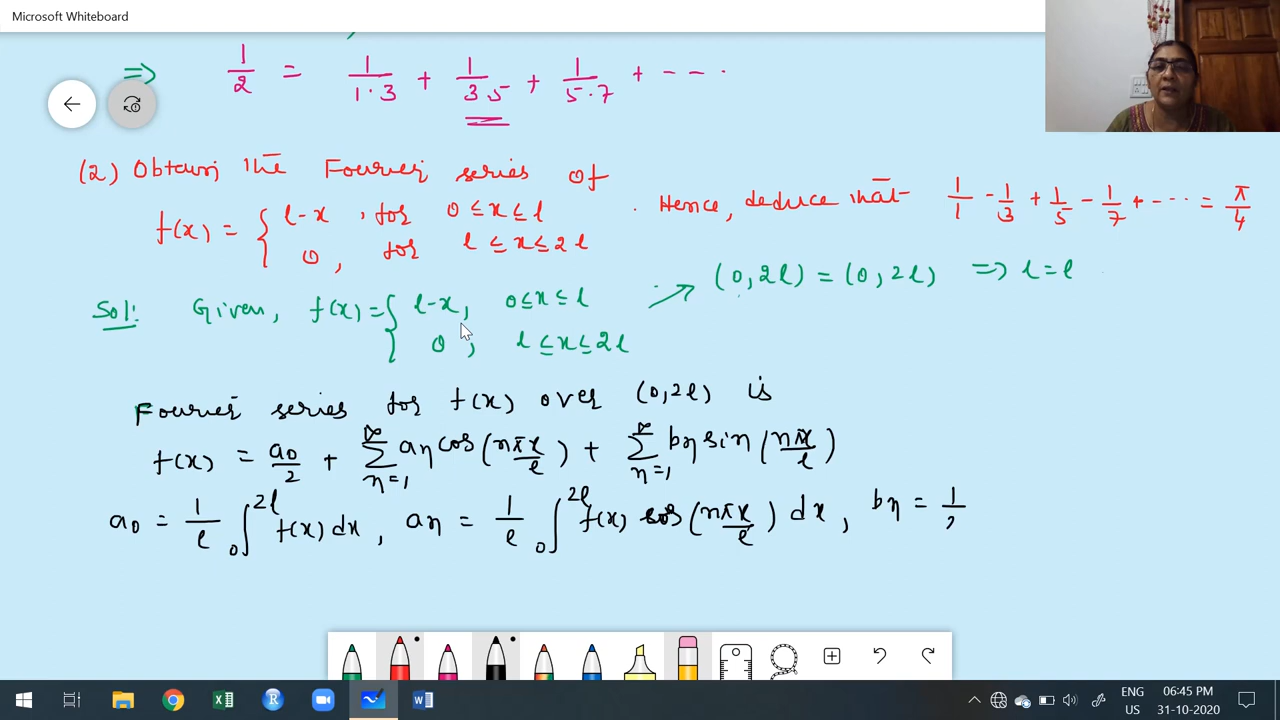 Microsoft Whiteboard
⇒ 1/2 = 1/1·3 + 1/3.5 + 1/5·7 + ----·
(2) Obtain the Fourier series of
f(x) = { l-x , for 0 ≤ x ≤ l
0 , for l ≤ x ≤ 2l
. Hence, deduce that 1/1 - 1/3 + 1/5 - 1/7 + ---- = π/4
Sol: Given, f(x) = { l-x, 0 ≤ x ≤ l
0 , l ≤ x ≤ 2l
→ (0, 2l) = (0, 2l) ⇒ l = l
Fourier series for f(x) over (0, 2l) is
f(x) = a0/2 + ∑_{n=1}^{∞} an cos (nπx/l) + ∑_{n=1}^{∞} bn sin (nπx/l)
a0 = 1/l ∫_0^{2l} f(x) dx , an = 1/l ∫_0^{2l} f(x) cos (nπx/l) dx , bn = 1/
ENG 06:45 PM
US 31-10-2020